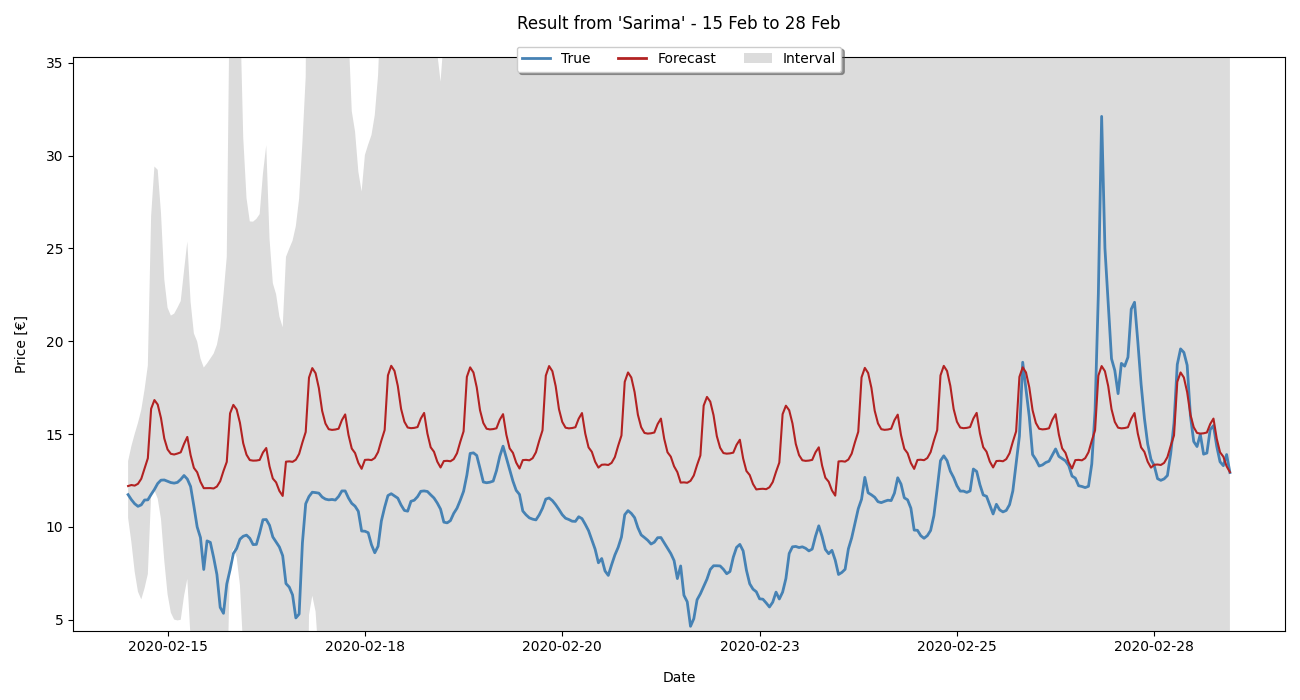 Result from 'Sarima' - 15 Feb to 28 Feb
True Forecast Interval
35
30
25
20
15
10
5
Price [€]
2020-02-15 2020-02-18 2020-02-20 2020-02-23 2020-02-25 2020-02-28
Date